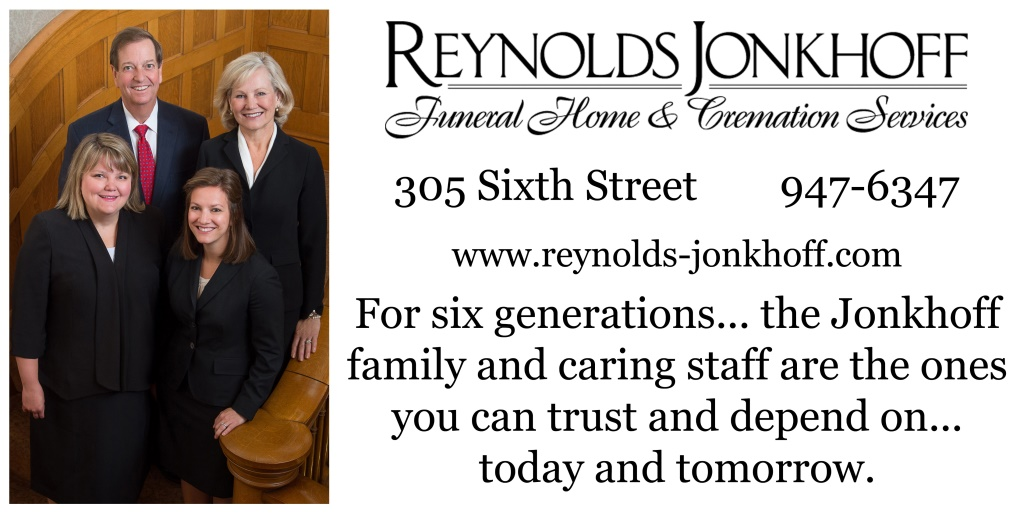 REYNOLDS JONKHOFF
Funeral Home & Cremation Services
305 Sixth Street 947-6347
www.reynolds-jonkhoff.com
For six generations... the Jonkhoff
family and caring staff are the ones
you can trust and depend on...
today and tomorrow.